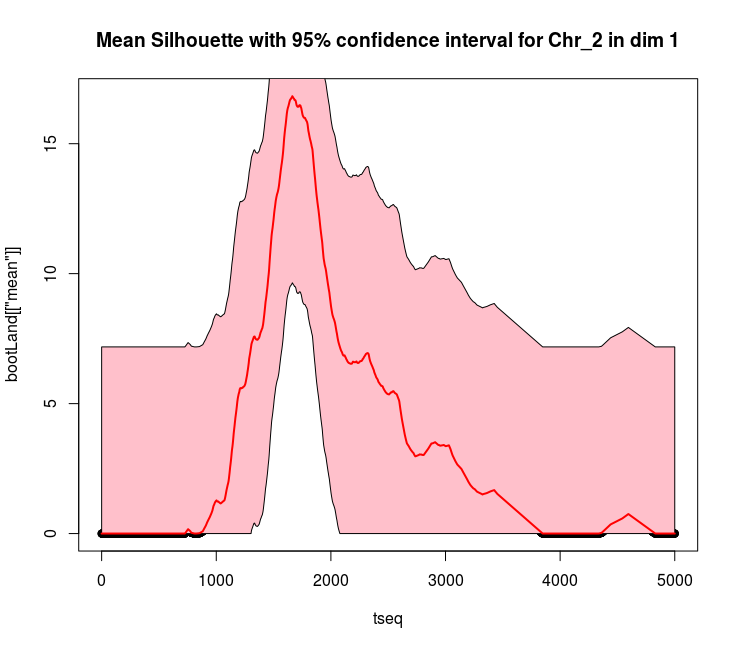 Mean Silhouette with 95% confidence interval for Chr_2 in dim 1
bootLand[["mean"]]
15
10
5
0
0 1000 2000 3000 4000 5000
tseq